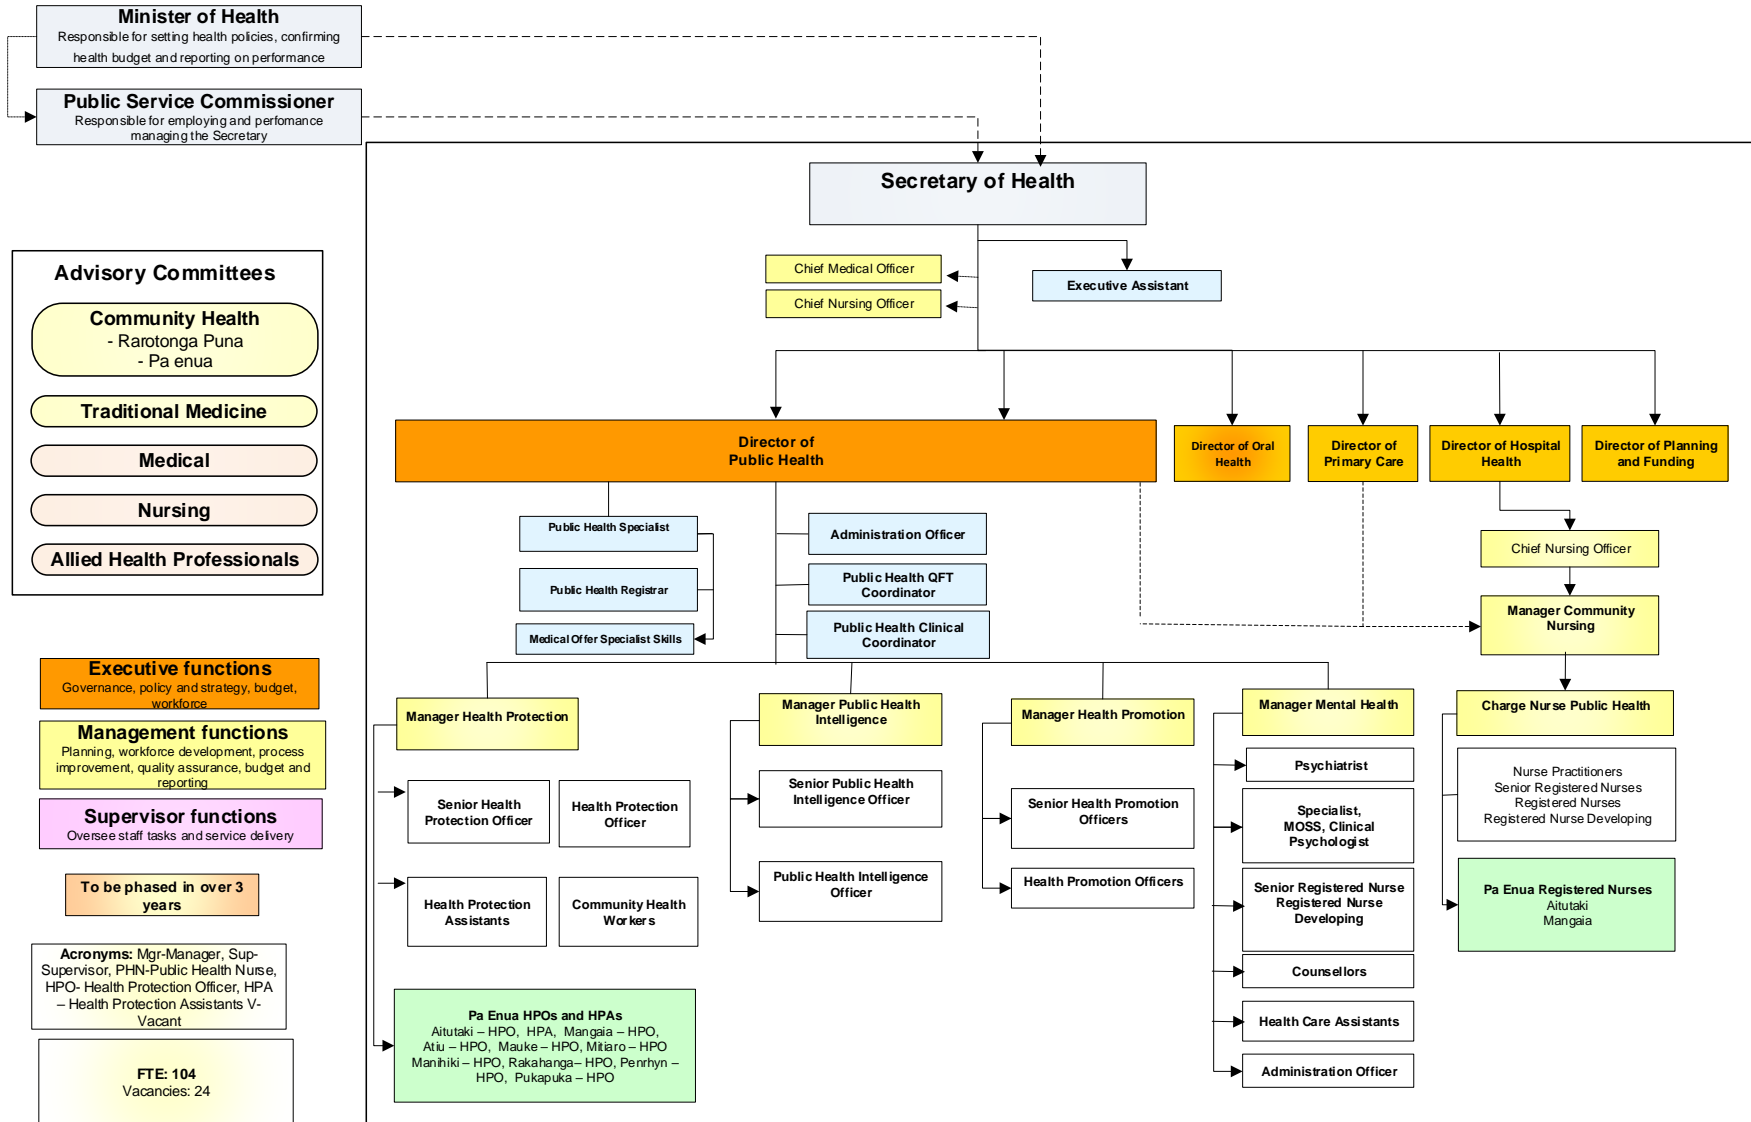 Minister of Health
Responsible for setting health policies, confirming
health budget and reporting on performance
Public Service Commissioner
Responsible for employing and perfomance
managing the Secretary
Secretary of Health
Chief Medical Officer
Chief Nursing Officer
Executive Assistant
Advisory Committees
Community Health
- Rarotonga Puna
- Pa enua
Traditional Medicine
Medical
Nursing
Allied Health Professionals
Director of
Public Health
Director of Oral
Health
Director of
Primary Care
Director of Hospital
Health
Director of Planning
and Funding
Public Health Specialist
Public Health Registrar
Medical Offer Specialist Skills
Administration Officer
Public Health QFT
Coordinator
Public Health Clinical
Coordinator
Chief Nursing Officer
Manager Community
Nursing
Executive functions
Governance, policy and strategy, budget,
workforce
Management functions
Planning, workforce development, process
improvement, quality assurance, budget and
reporting
Supervisor functions
Oversee staff tasks and service delivery
To be phased in over 3
years
Acronyms: Mgr-Manager, Sup-
Supervisor, PHN-Public Health Nurse,
HPO- Health Protection Officer, HPA
– Health Protection Assistants V-
Vacant
FTE: 104
Vacancies: 24
Manager Health Protection
Senior Health
Protection Officer
Health Protection
Officer
Health Protection
Assistants
Community Health
Workers
Pa Enua HPOs and HPAs
Aitutaki – HPO, HPA, Mangaia – HPO,
Atiu – HPO, Mauke – HPO, Mitiaro – HPO
Manihiki – HPO, Rakahanga– HPO, Penrhyn –
HPO, Pukapuka – HPO
Manager Public Health
Intelligence
Senior Public Health
Intelligence Officer
Public Health Intelligence
Officer
Manager Health Promotion
Senior Health Promotion
Officers
Health Promotion Officers
Manager Mental Health
Psychiatrist
Specialist,
MOSS, Clinical
Psychologist
Senior Registered Nurse
Registered Nurse
Developing
Counsellors
Health Care Assistants
Administration Officer
Charge Nurse Public Health
Nurse Practitioners
Senior Registered Nurses
Registered Nurses
Registered Nurse Developing
Pa Enua Registered Nurses
Aitutaki
Mangaia